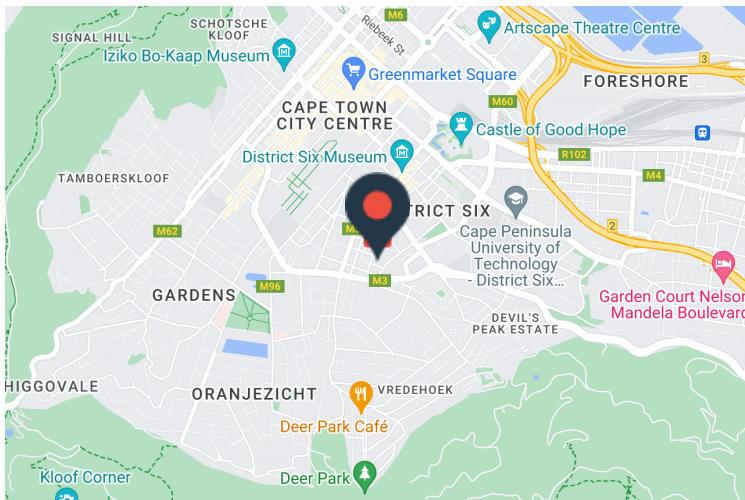 M6
SCHOTSCHE
KLOOF
Riebeek St
Artscape Theatre Centre
SIGNAL HILL
Iziko Bo-Kaap Museum
3
Greenmarket Square
FORESHORE
M60
CAPE TOWN
CITY CENTRE
Castle of Good Hope
District Six Museum
R102
M4
TAMBOERSKLOOF
TRICT SIX
M62
2
Cape Peninsula
University of
Technology
- District Six...
M3
M96
GARDENS
Garden Court Nelson
Mandela Boulevard
DEVIL'S
PEAK ESTATE
HIGGOVALE
ORANJEZICHT
VREDEHOEK
Deer Park Café
Deer Park
Kloof Corner